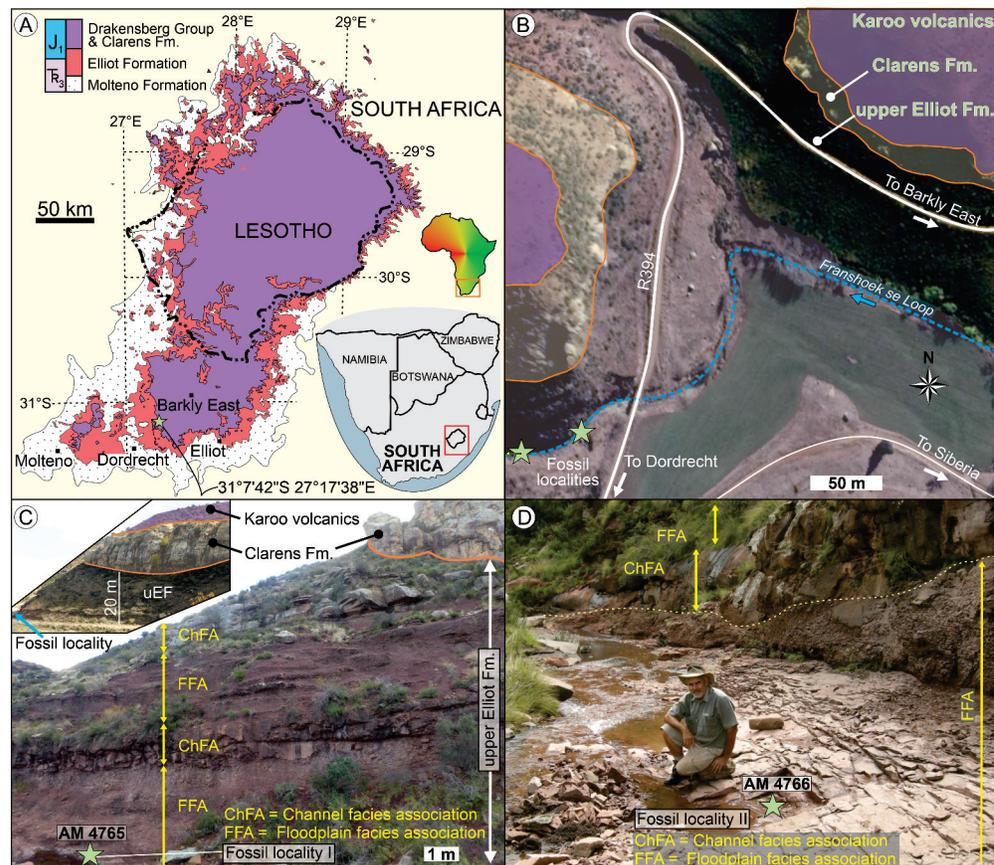 A
J1
Drakensberg Group
& Clarens Fm.
Elliot Formation
TR3
Molteno Formation
28°E
29°E
27°E
SOUTH AFRICA
29°S
50 km
LESOTHO
30°S
31°S
Barkly East
Molteno
Dordrecht
Elliot
31°7'42"S 27°17'38"E
NAMIBIA
ZIMBABWE
BOTSWANA
SOUTH
AFRICA
B
Karoo volcanics
Clarens Fm.
upper Elliot Fm.
To Barkly East
R394
Franshoek se Loop
N
Fossil
localities
To Dordrecht
To Siberia
50 m
C
Karoo volcanics
Clarens Fm.
20 m
uEF
Fossil locality
ChFA
FFA
ChFA
FFA
upper Elliot Fm.
ChFA = Channel facies association
FFA = Floodplain facies association
AM 4765
Fossil locality I
1 m
D
FFA
ChFA
FFA
AM 4766
Fossil locality II
ChFA = Channel facies association
FFA = Floodplain facies association